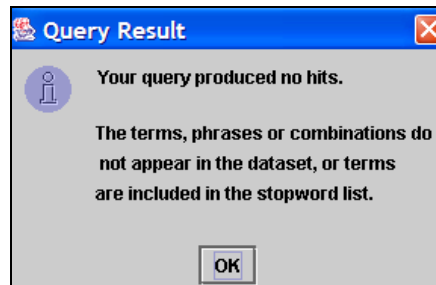 Query Result
Your query produced no hits.
The terms, phrases or combinations do
not appear in the dataset, or terms
are included in the stopword list.
OK